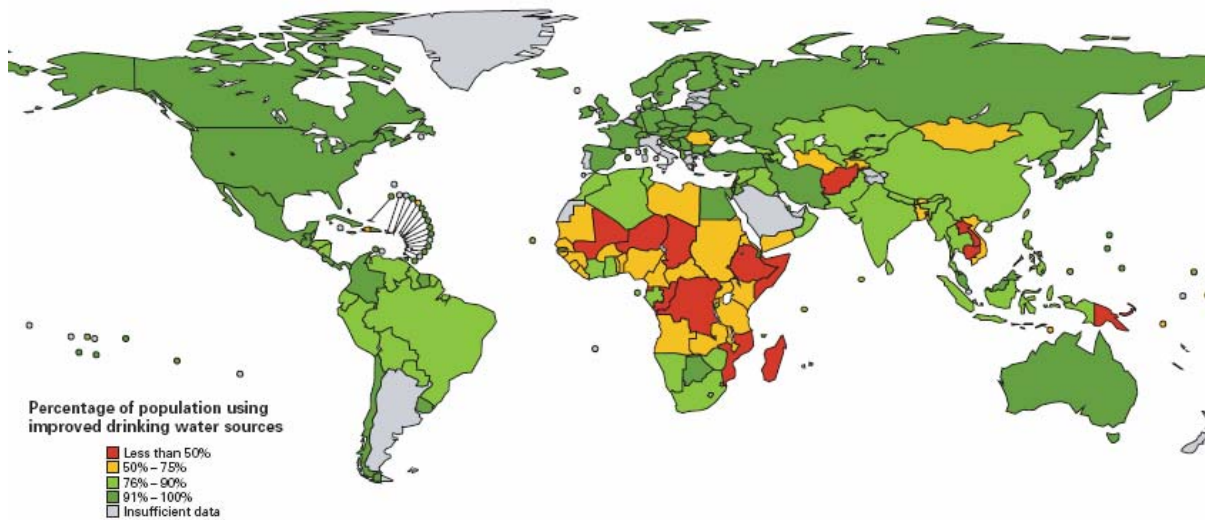 Percentage of population using
improved drinking water sources
Less than 50%
50% – 75%
76% – 90%
91% – 100%
Insufficient data